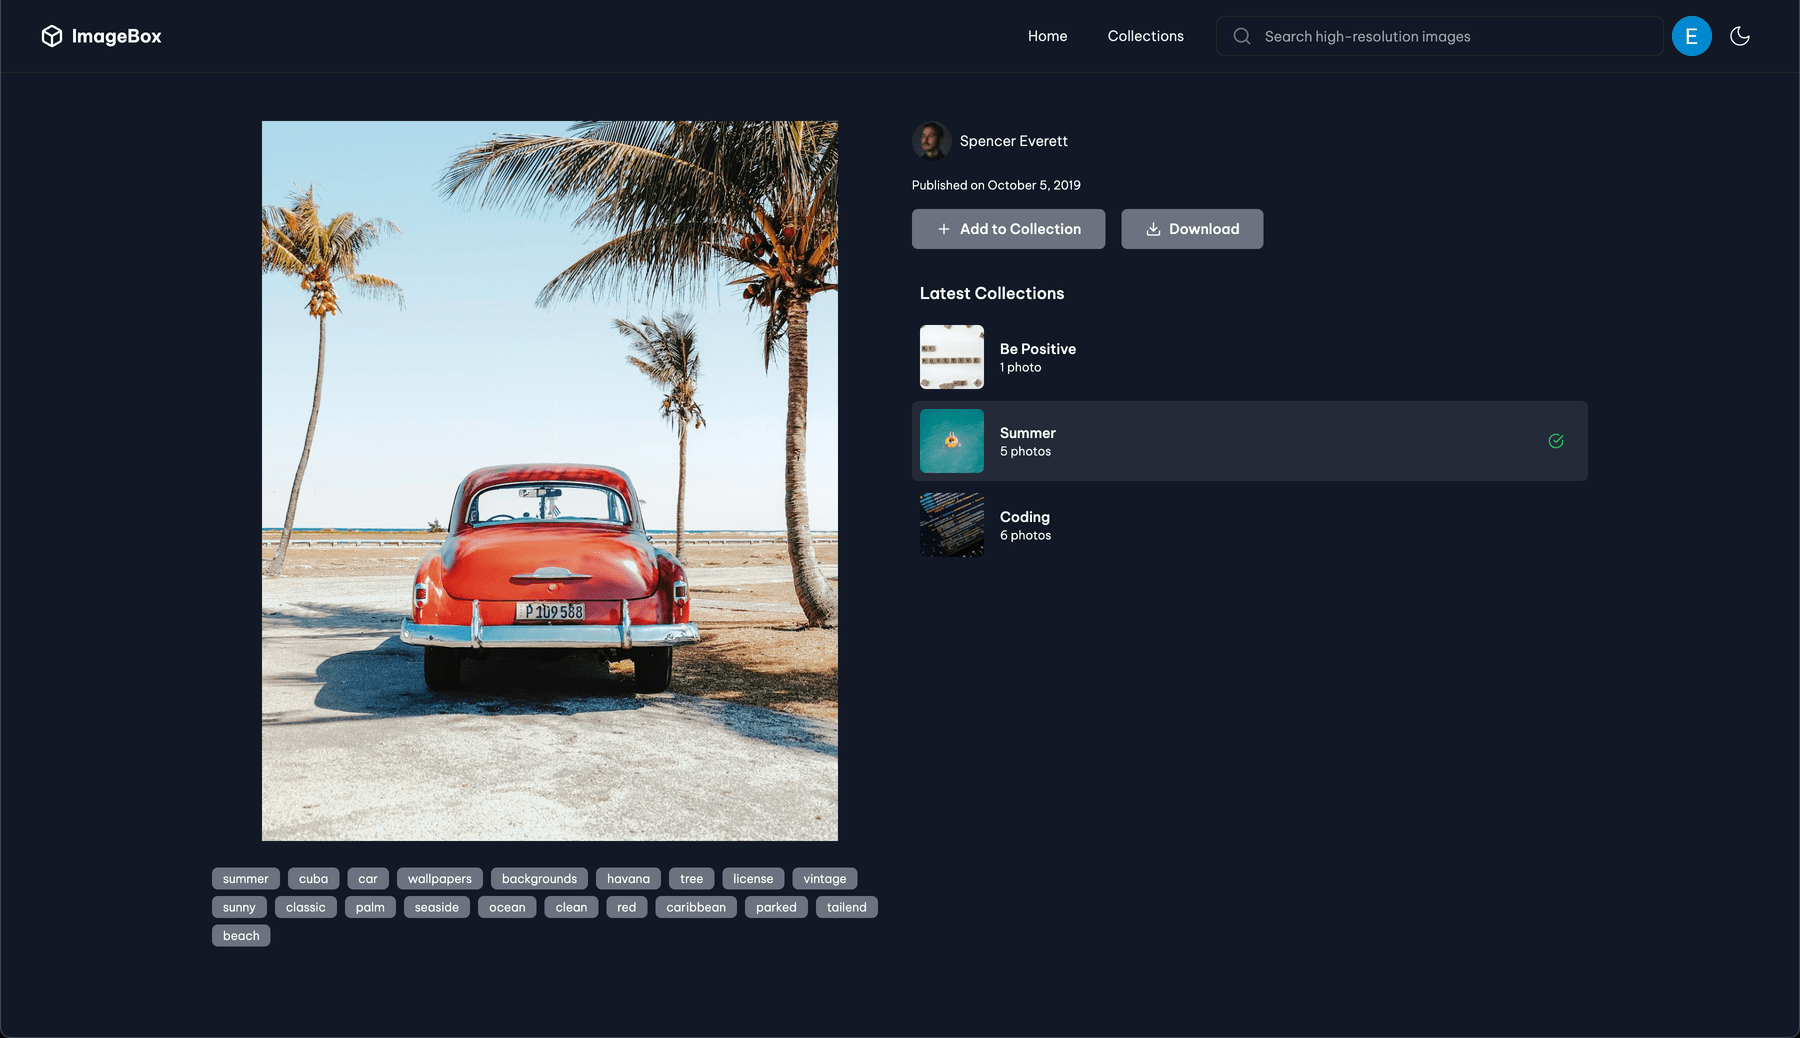 ImageBox
Home
Collections
Search high-resolution images
E
P 109 588
Spencer Everett
Published on October 5, 2019
Add to Collection
Download
Latest Collections
Be Positive
1 photo
Summer
5 photos
Coding
6 photos
summer cuba car wallpapers backgrounds havana tree license vintage
sunny classic palm seaside ocean clean red caribbean parked tailend
beach